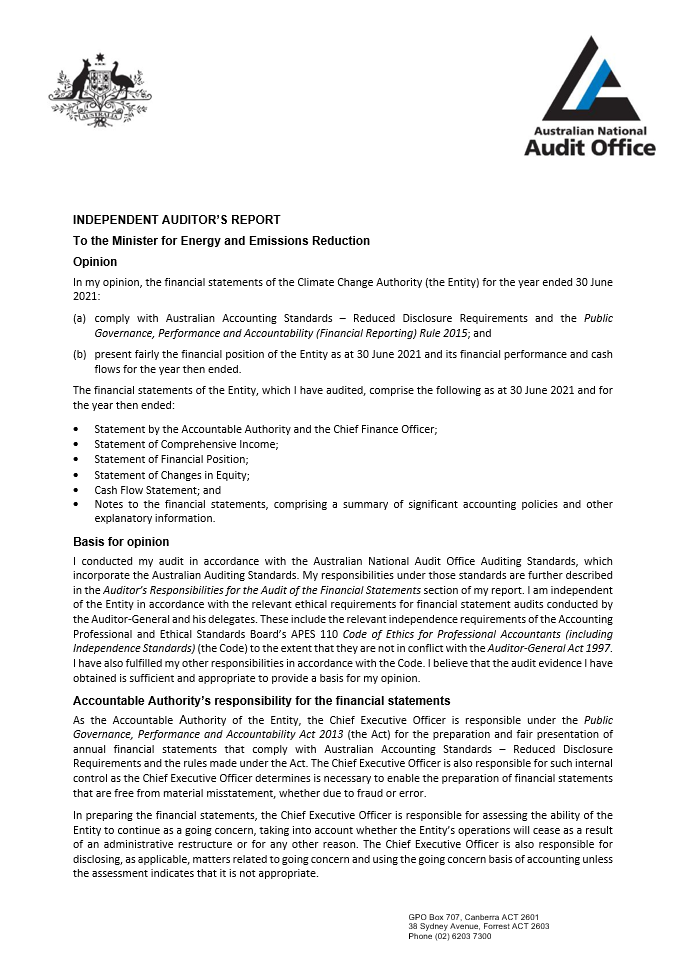 AUSTRALIA
Australian National
Audit Office
INDEPENDENT AUDITOR’S REPORT
To the Minister for Energy and Emissions Reduction
Opinion
In my opinion, the financial statements of the Climate Change Authority (the Entity) for the year ended 30 June
2021:
(a) comply with Australian Accounting Standards – Reduced Disclosure Requirements and the Public
Governance, Performance and Accountability (Financial Reporting) Rule 2015; and
(b) present fairly the financial position of the Entity as at 30 June 2021 and its financial performance and cash
flows for the year then ended.
The financial statements of the Entity, which I have audited, comprise the following as at 30 June 2021 and for
the year then ended:
• Statement by the Accountable Authority and the Chief Finance Officer;
• Statement of Comprehensive Income;
• Statement of Financial Position;
• Statement of Changes in Equity;
• Cash Flow Statement; and
• Notes to the financial statements, comprising a summary of significant accounting policies and other
explanatory information.
Basis for opinion
I conducted my audit in accordance with the Australian National Audit Office Auditing Standards, which
incorporate the Australian Auditing Standards. My responsibilities under those standards are further described
in the Auditor’s Responsibilities for the Audit of the Financial Statements section of my report. I am independent
of the Entity in accordance with the relevant ethical requirements for financial statement audits conducted by
the Auditor-General and his delegates. These include the relevant independence requirements of the Accounting
Professional and Ethical Standards Board’s APES 110 Code of Ethics for Professional Accountants (including
Independence Standards) (the Code) to the extent that they are not in conflict with the Auditor-General Act 1997.
I have also fulfilled my other responsibilities in accordance with the Code. I believe that the audit evidence I have
obtained is sufficient and appropriate to provide a basis for my opinion.
Accountable Authority’s responsibility for the financial statements
As the Accountable Authority of the Entity, the Chief Executive Officer is responsible under the Public
Governance, Performance and Accountability Act 2013 (the Act) for the preparation and fair presentation of
annual financial statements that comply with Australian Accounting Standards – Reduced Disclosure
Requirements and the rules made under the Act. The Chief Executive Officer is also responsible for such internal
control as the Chief Executive Officer determines is necessary to enable the preparation of financial statements
that are free from material misstatement, whether due to fraud or error.
In preparing the financial statements, the Chief Executive Officer is responsible for assessing the ability of the
Entity to continue as a going concern, taking into account whether the Entity’s operations will cease as a result
of an administrative restructure or for any other reason. The Chief Executive Officer is also responsible for
disclosing, as applicable, matters related to going concern and using the going concern basis of accounting unless
the assessment indicates that it is not appropriate.
GPO Box 707, Canberra ACT 2601
38 Sydney Avenue, Forrest ACT 2603
Phone (02) 6203 7300